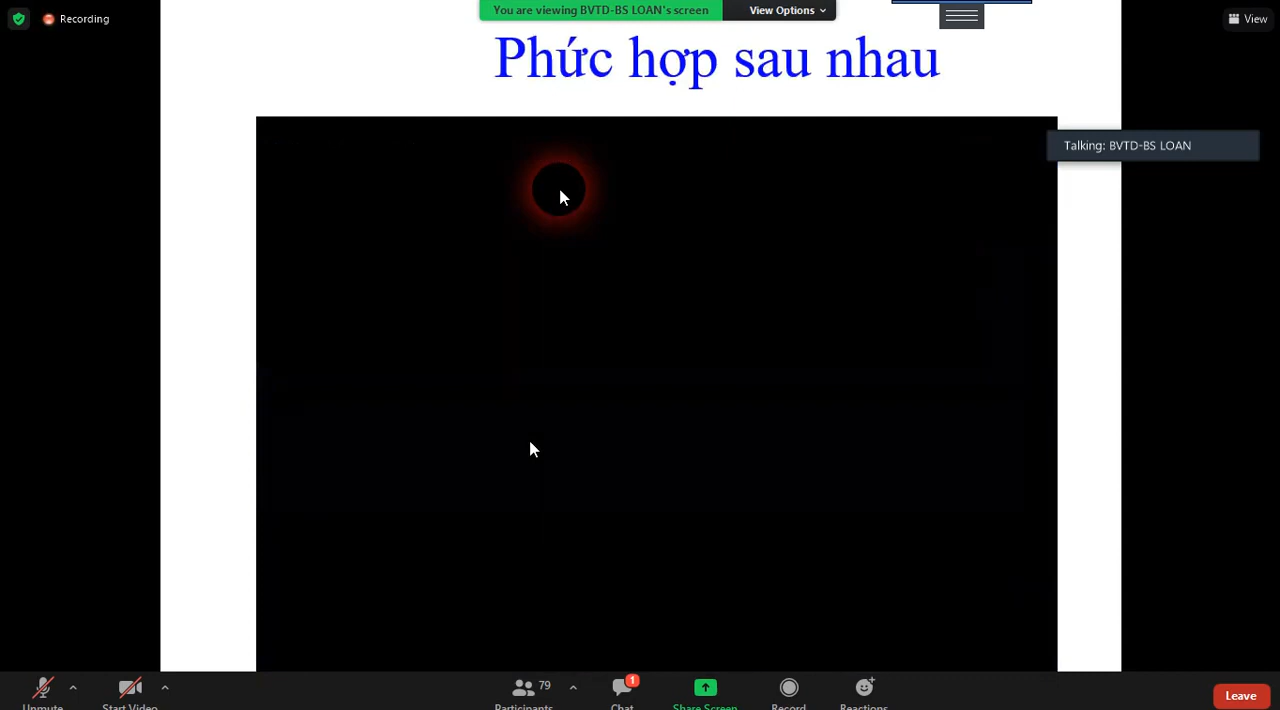 Recording
You are viewing BVTD-BS LOAN's screen
View Options
View
Phức hợp sau nhau
Talking: BVTD-BS LOAN
Unmute
Start Video
79
Participants
1
Chat
Share Screen
Record
Reactions
Leave